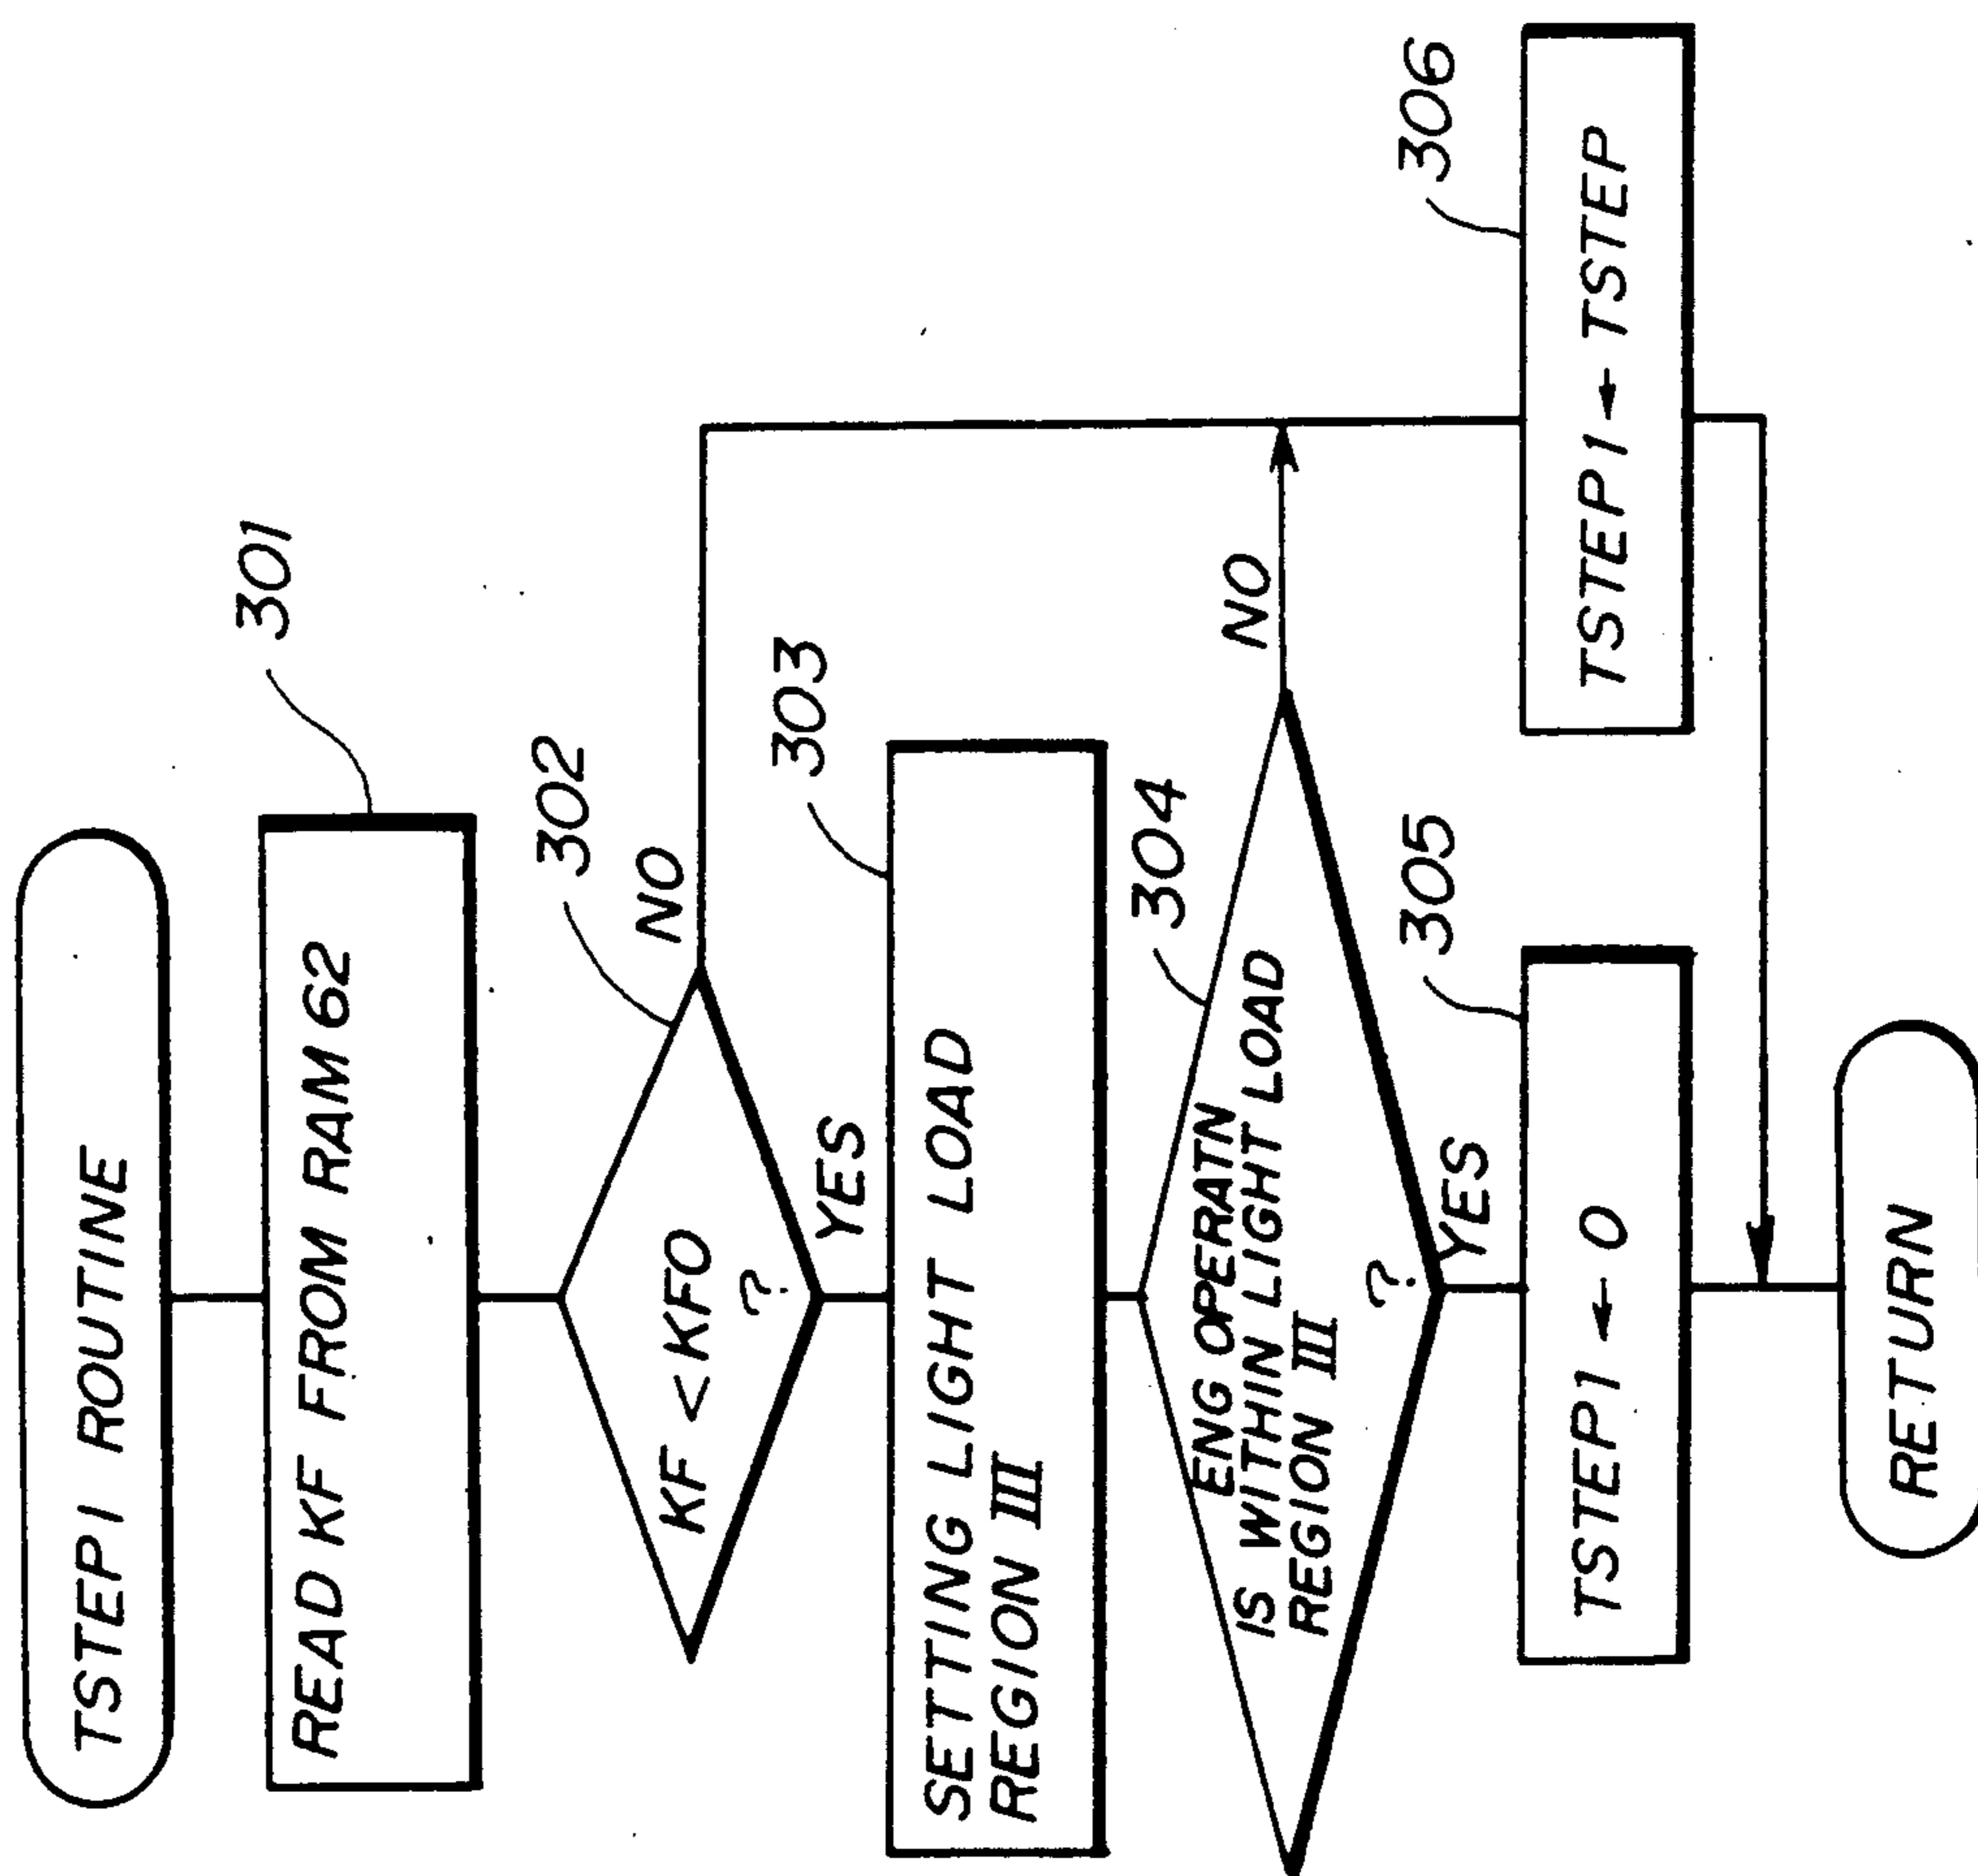 TSTEP1 ROUTINE
READ KF FROM RAM 62
301
KF < KFO
?
302
NO
YES
SETTING LIGHT LOAD
REGION III
303
ENG OPERATN
IS WITHIN LIGHT LOAD
REGION III
?
304
NO
YES
TSTEP1 ← 0
305
TSTEP1 ← TSTEP
306
RETURN